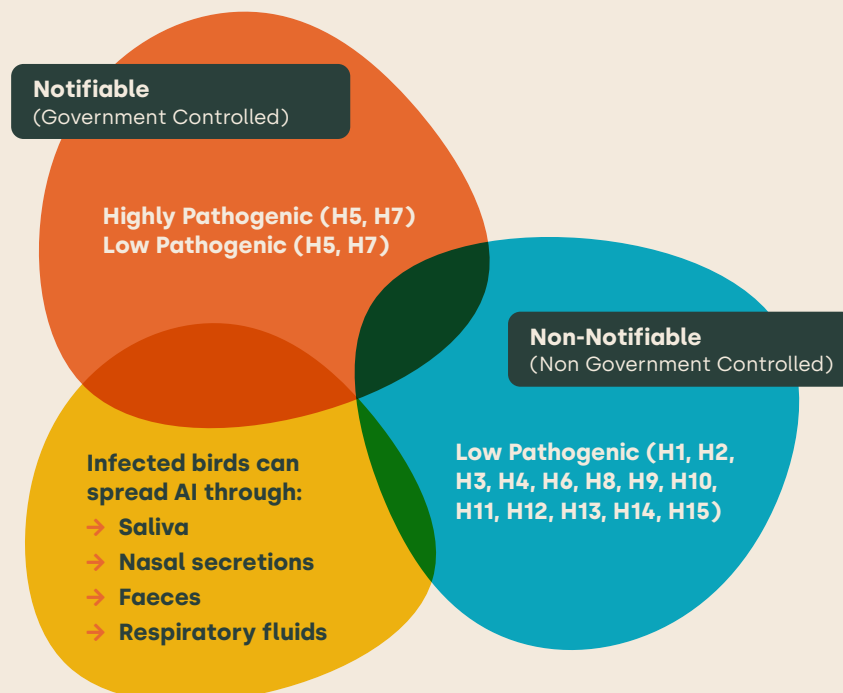 Notifiable
(Government Controlled)
Highly Pathogenic (H5, H7)
Low Pathogenic (H5, H7)
Non-Notifiable
(Non Government Controlled)
Low Pathogenic (H1, H2,
H3, H4, H6, H8, H9, H10,
H11, H12, H13, H14, H15)
Infected birds can
spread AI through:
→ Saliva
→ Nasal secretions
→ Faeces
→ Respiratory fluids